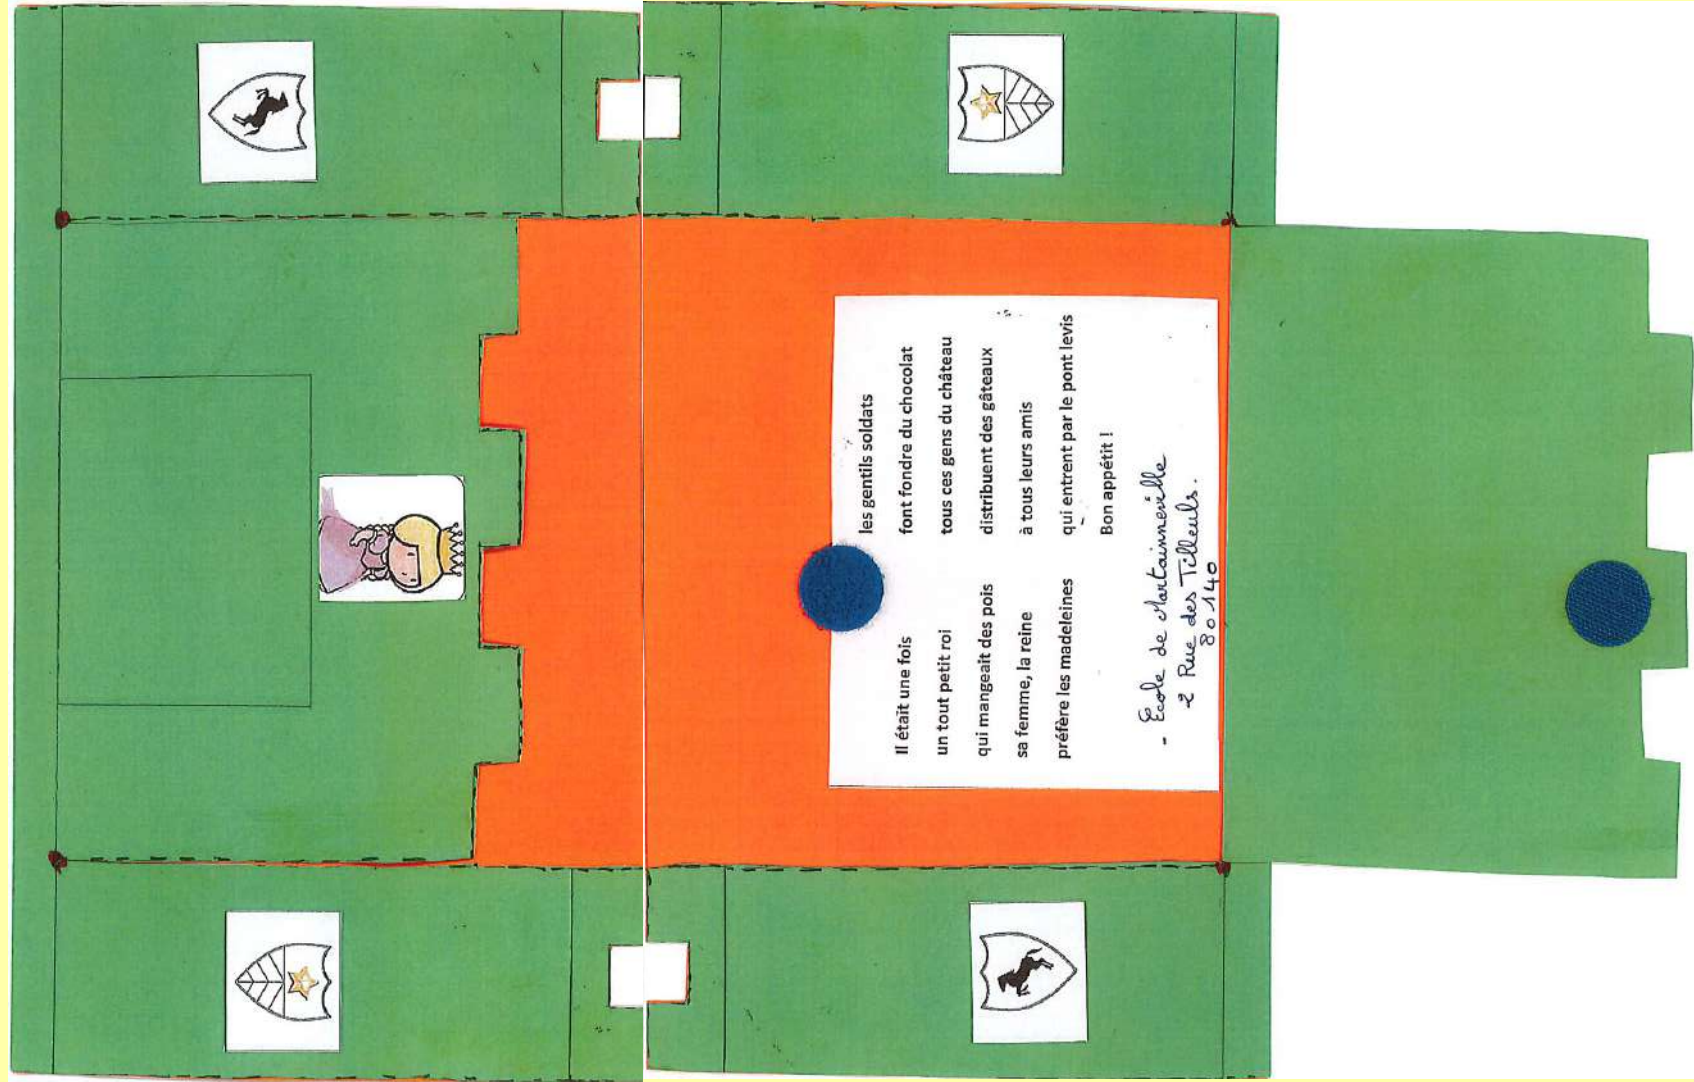 Il était une fois
un tout petit roi
qui mangeait des pois
sa femme, la reine
préfère les madeleines
les gentils soldats
font fondre du chocolat
tous ces gens du château
distribuent des gâteaux
à tous leurs amis
qui entrent par le pont levis
Bon appétit !
- Ecole de Martainneville
2 Rue des Tilleuls.
80140